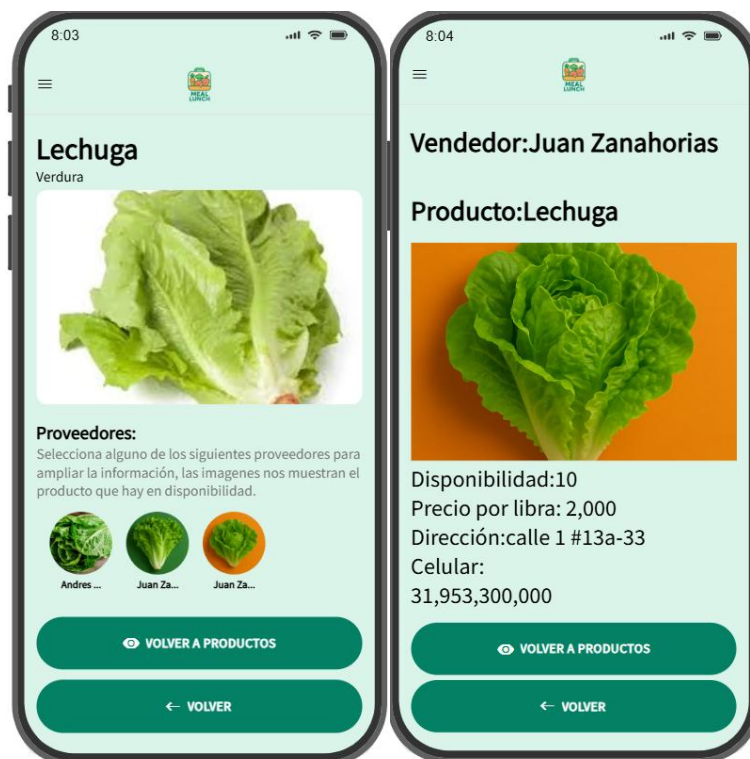 8:03
MEAL
LUNCH
Lechuga
Verdura
Proveedores:
Selecciona alguno de los siguientes proveedores para
ampliar la información, las imagenes nos muestran el
producto que hay en disponibilidad.
Andres ...
Juan Za...
Juan Za...
VOLVER A PRODUCTOS
VOLVER
8:04
MEAL
LUNCH
Vendedor:Juan Zanahorias
Producto:Lechuga
Disponibilidad:10
Precio por libra: 2,000
Dirección:calle 1 #13a-33
Celular:
31,953,300,000
VOLVER A PRODUCTOS
VOLVER